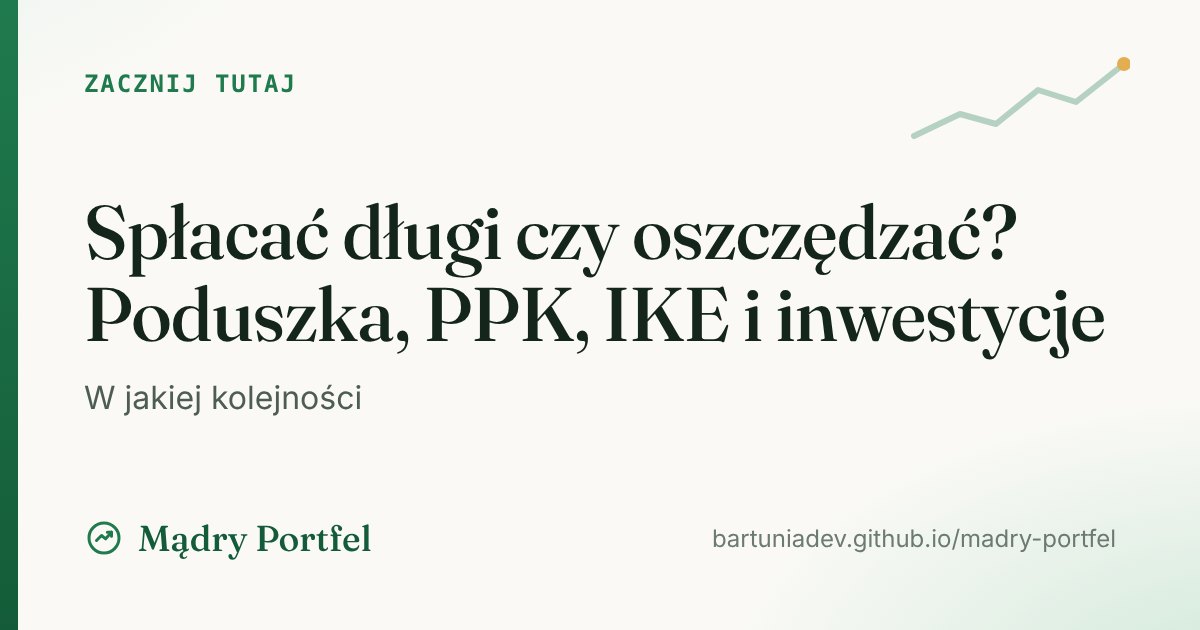 ZACZNIJ TUTAJ
Spłacać długi czy oszczędzać?
Poduszka, PPK, IKE i inwestycje
W jakiej kolejności
Mądry Portfel
bartuniadev.github.io/madry-portfel